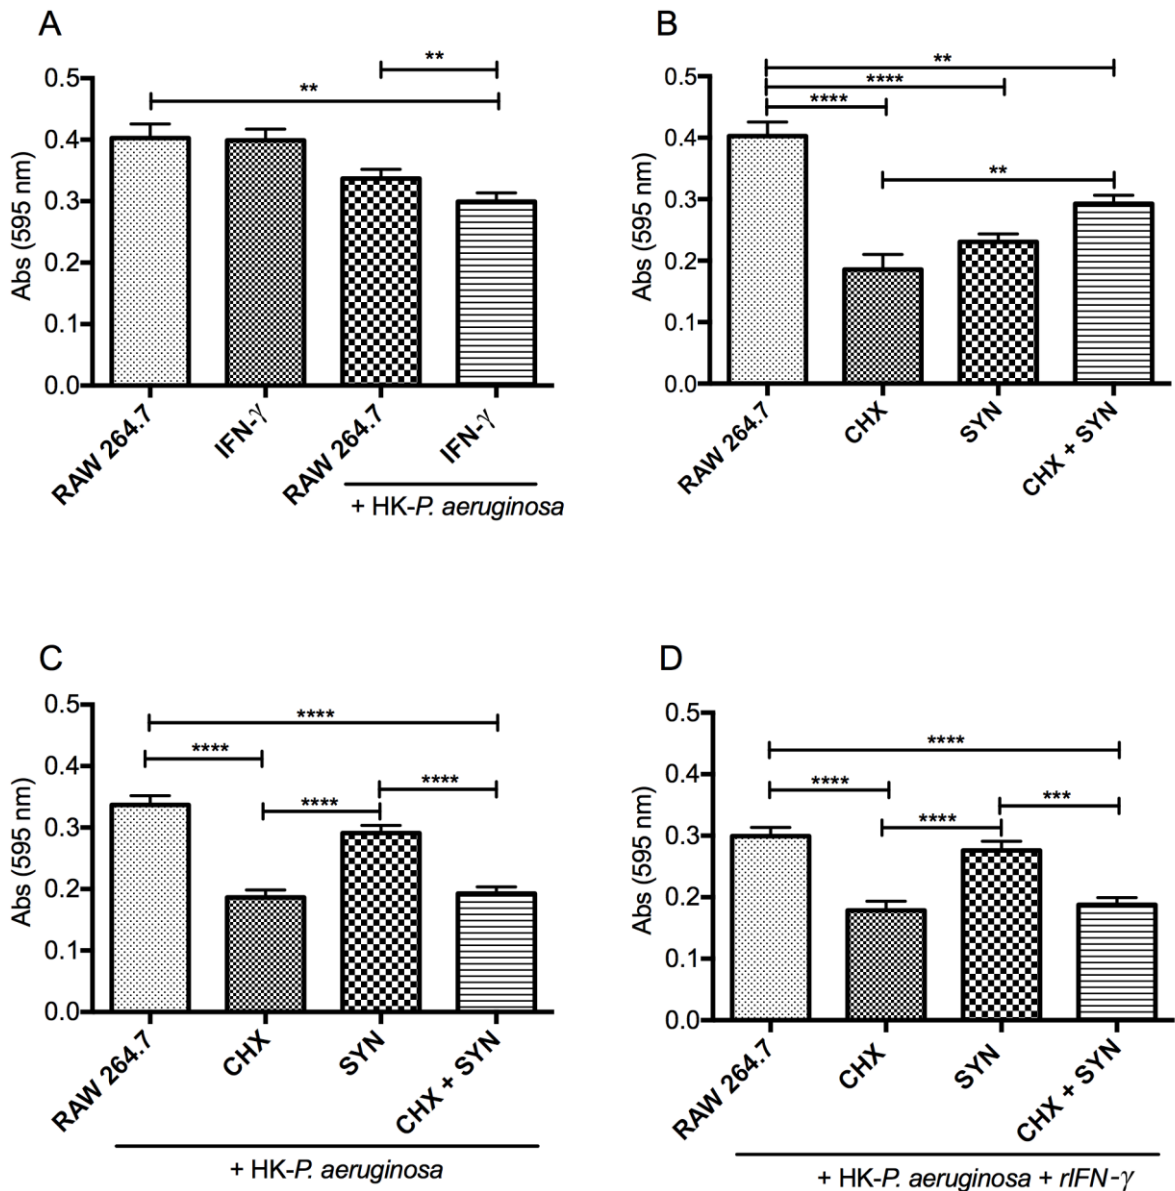 A
Abs (595 nm)
0.5
0.4
0.3
0.2
0.1
0.0
**
**
RAW 264.7
IFN-γ
RAW 264.7
IFN-γ
+ HK-P. aeruginosa
B
Abs (595 nm)
0.5
0.4
0.3
0.2
0.1
0.0
**
****
****
**
RAW 264.7
CHX
SYN
CHX + SYN
C
Abs (595 nm)
0.5
0.4
0.3
0.2
0.1
0.0
****
****
****
****
RAW 264.7
CHX
SYN
CHX + SYN
+ HK-P. aeruginosa
D
Abs (595 nm)
0.5
0.4
0.3
0.2
0.1
0.0
****
****
***
****
RAW 264.7
CHX
SYN
CHX + SYN
+ HK-P. aeruginosa + rIFN-γ